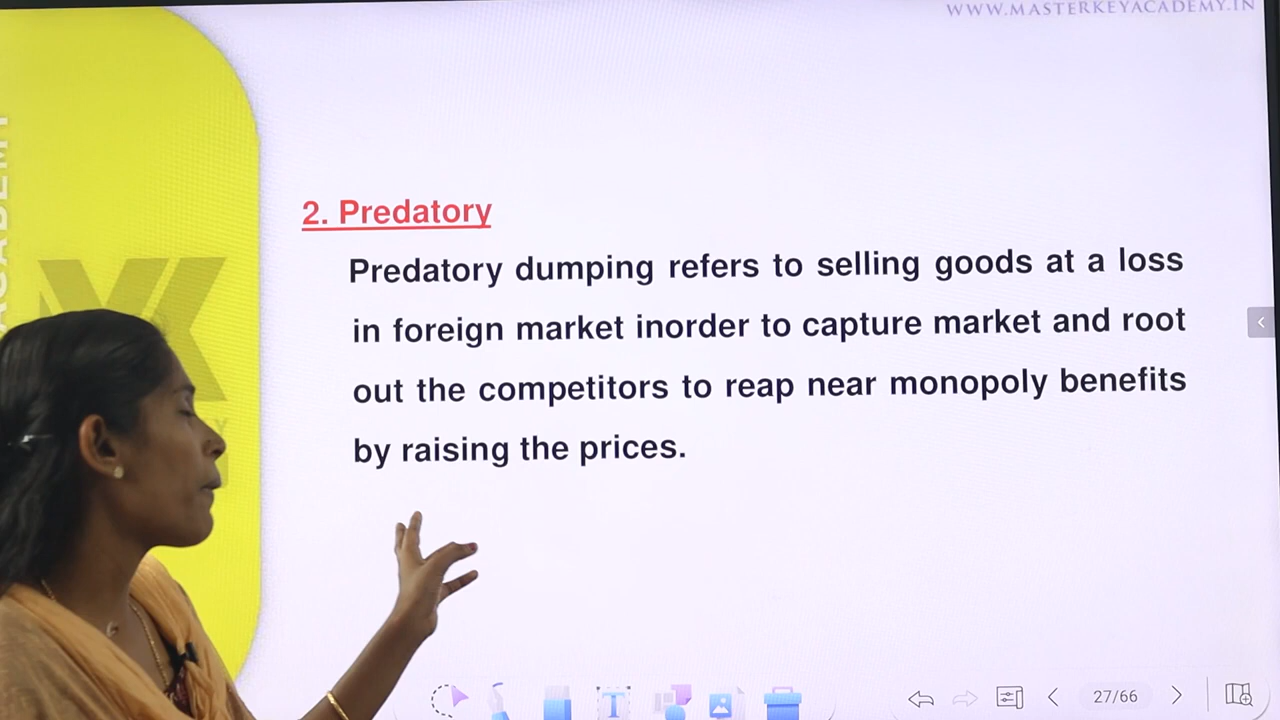 WWW.MASTERKEYACADEMY.IN
ACADEMY
2. Predatory
Predatory dumping refers to selling goods at a loss
in foreign market inorder to capture market and root
out the competitors to reap near monopoly benefits
by raising the prices.
T
27/66